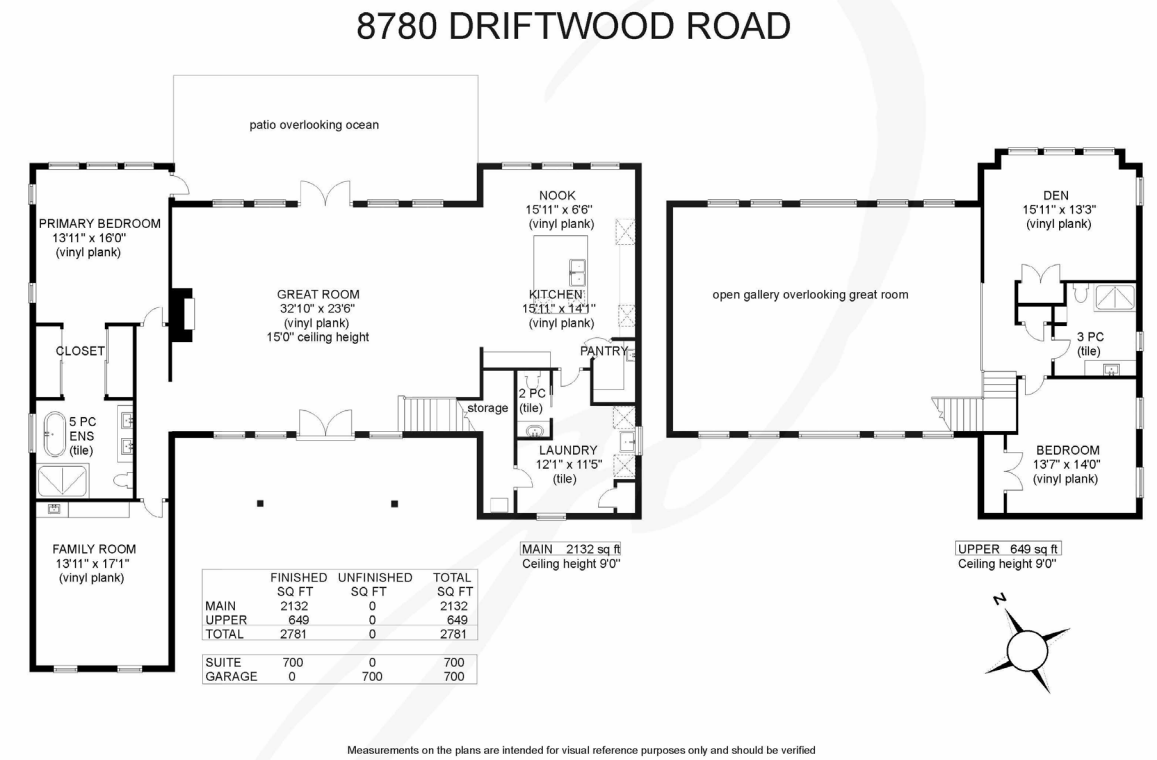 8780 DRIFTWOOD ROAD
patio overlooking ocean
PRIMARY BEDROOM
13'11" x 16'0"
(vinyl plank)
GREAT ROOM
32'10" x 23'6"
(vinyl plank)
15'0" ceiling height
NOOK
15'11" x 6'6"
(vinyl plank)
KITCHEN
15'11" x 14'1"
(vinyl plank)
PANTRY
CLOSET
5 PC
ENS
(tile)
2 PC
(tile)
storage
LAUNDRY
12'1" x 11'5"
(tile)
FAMILY ROOM
13'11" x 17'1"
(vinyl plank)
MAIN 2132 sq ft
Ceiling height 9'0"
open gallery overlooking great room
DEN
15'11" x 13'3"
(vinyl plank)
3 PC
(tile)
BEDROOM
13'7" x 14'0"
(vinyl plank)
UPPER 649 sq ft
Ceiling height 9'0"
FINISHED UNFINISHED TOTAL
SQ FT SQ FT SQ FT
MAIN 2132 0 2132
UPPER 649 0 649
TOTAL 2781 0 2781
SUITE 700 0 700
GARAGE 0 700 700
N
Measurements on the plans are intended for visual reference purposes only and should be verified